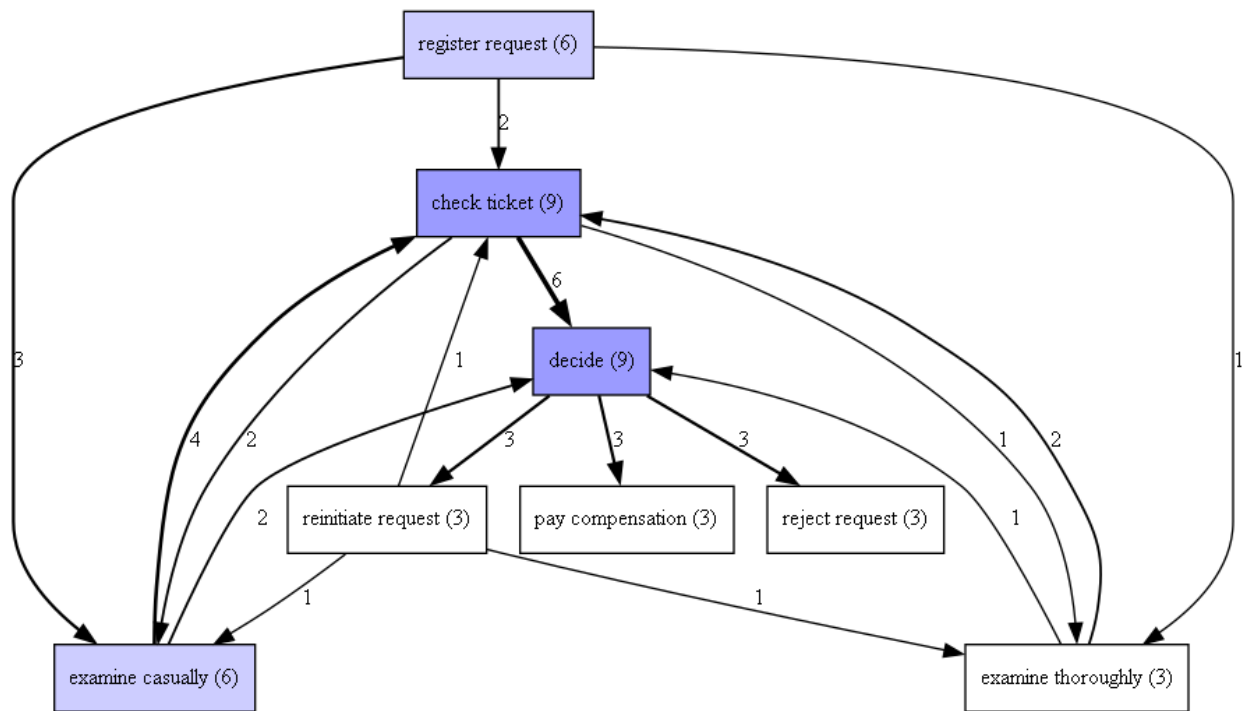 register request (6)
2
check ticket (9)
6
3
1
decide (9)
1
4
2
1
2
3
3
3
reinitiate request (3)
pay compensation (3)
reject request (3)
2
1
1
1
examine casually (6)
examine thoroughly (3)